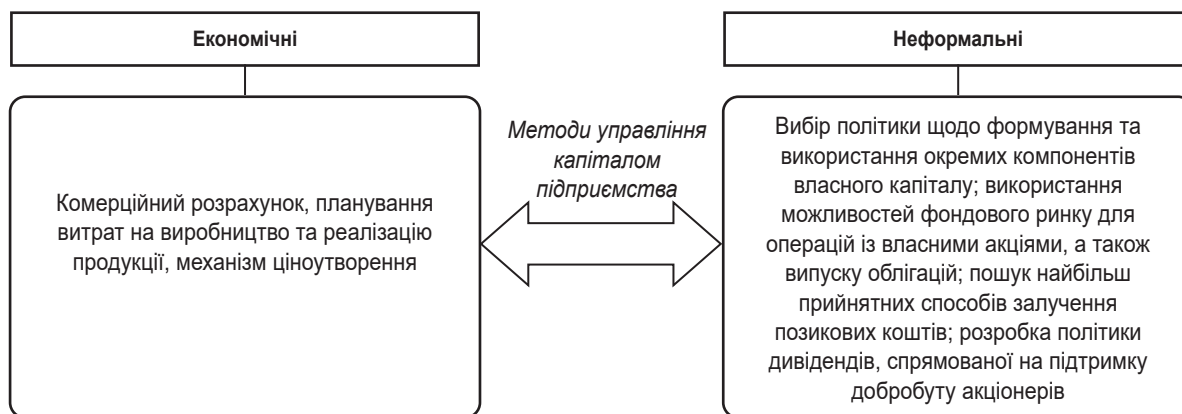 Економічні
Неформальні
Комерційний розрахунок, планування
витрат на виробництво та реалізацію
продукції, механізм ціноутворення
Методи управління
капіталом
підприємства
Вибір політики щодо формування та
використання окремих компонентів
власного капіталу; використання
можливостей фондового ринку для
операцій із власними акціями, а також
випуску облігацій; пошук найбільш
прийнятних способів залучення
позикових коштів; розробка політики
дивідендів, спрямованої на підтримку
добробуту акціонерів